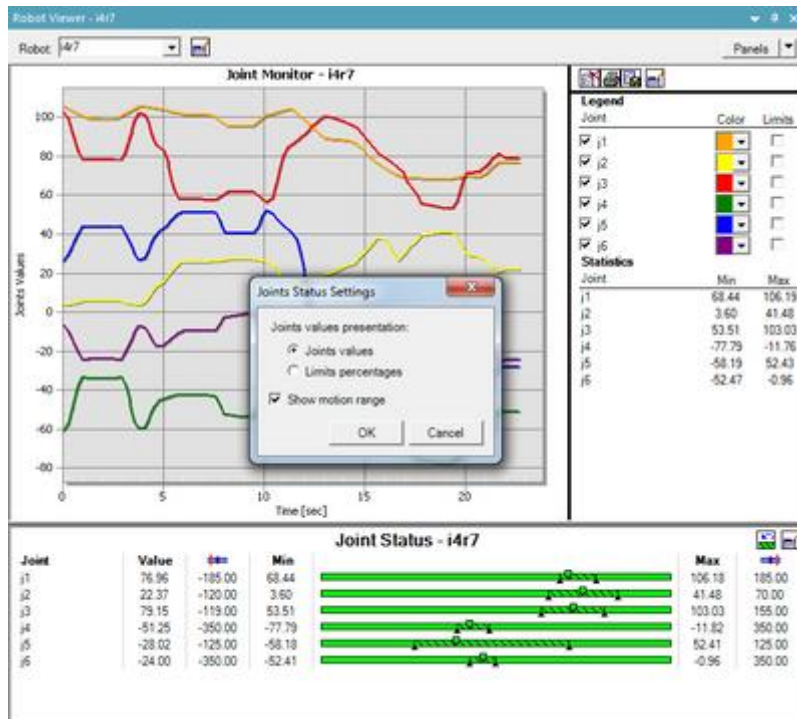 Robot Viewer - i4r7
Robot: i4r7
Panels
Joint Monitor - i4r7
Joints Values
100
80
60
40
20
0
-20
-40
-60
-80
0 5 10 15 20
Time [sec]
Legend
Joint Color Limits
j1
j2
j3
j4
j5
j6
Statistics
Joint Min Max
j1 68.44 106.19
j2 3.60 41.48
j3 53.51 103.03
j4 -77.79 -11.76
j5 -58.19 52.43
j6 -52.47 -0.96
Joints Status Settings
Joints values presentation:
Joints values
Limits percentages
Show motion range
OK Cancel
Joint Status - i4r7
Joint Value Min Max
j1 76.96 -185.00 68.44 106.18 185.00
j2 22.37 -120.00 3.60 41.48 70.00
j3 79.15 -119.00 53.51 103.03 155.00
j4 -51.25 -350.00 -77.79 -11.82 350.00
j5 -28.02 -125.00 -58.18 52.41 125.00
j6 -24.00 -350.00 -52.41 -0.96 350.00